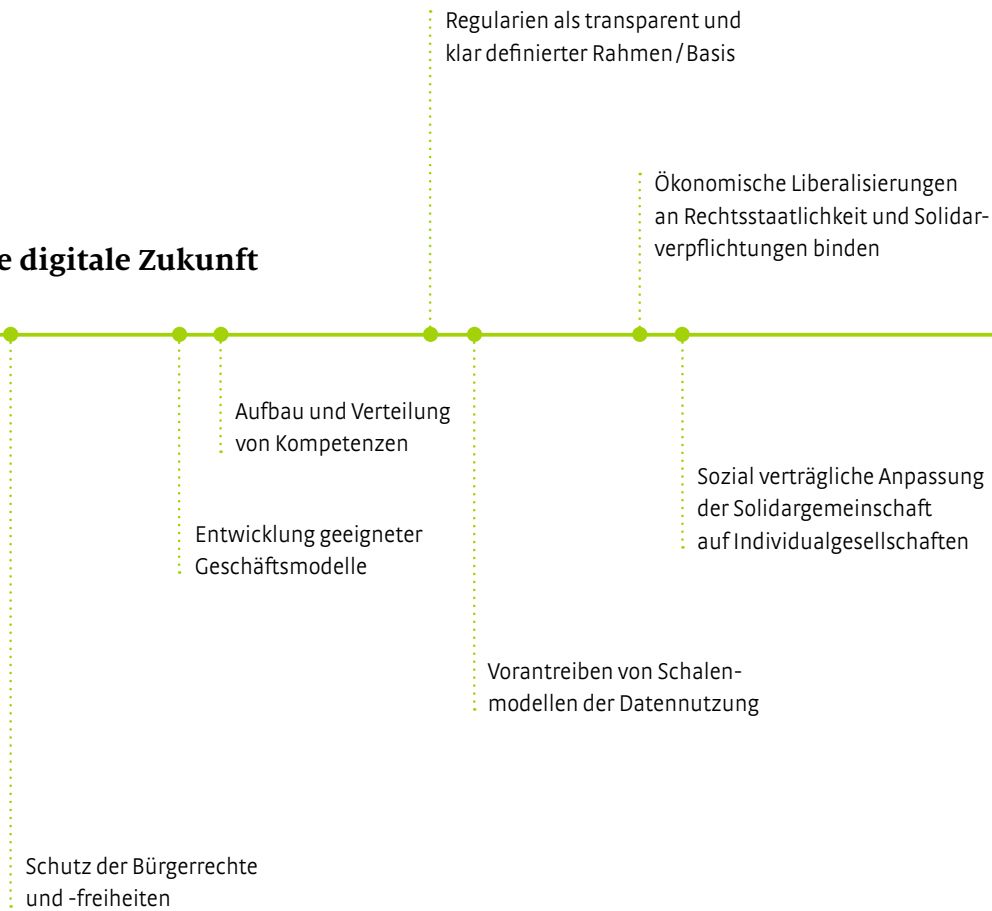 Regularien als transparent und
klar definierter Rahmen / Basis
Ökonomische Liberalisierungen
an Rechtsstaatlichkeit und Solidar-
verpflichtungen binden
e digitale Zukunft
Aufbau und Verteilung
von Kompetenzen
Sozial verträgliche Anpassung
der Solidargemeinschaft
auf Individualgesellschaften
Entwicklung geeigneter
Geschäftsmodelle
Vorantreiben von Schalen-
modellen der Datennutzung
Schutz der Bürgerrechte
und -freiheiten